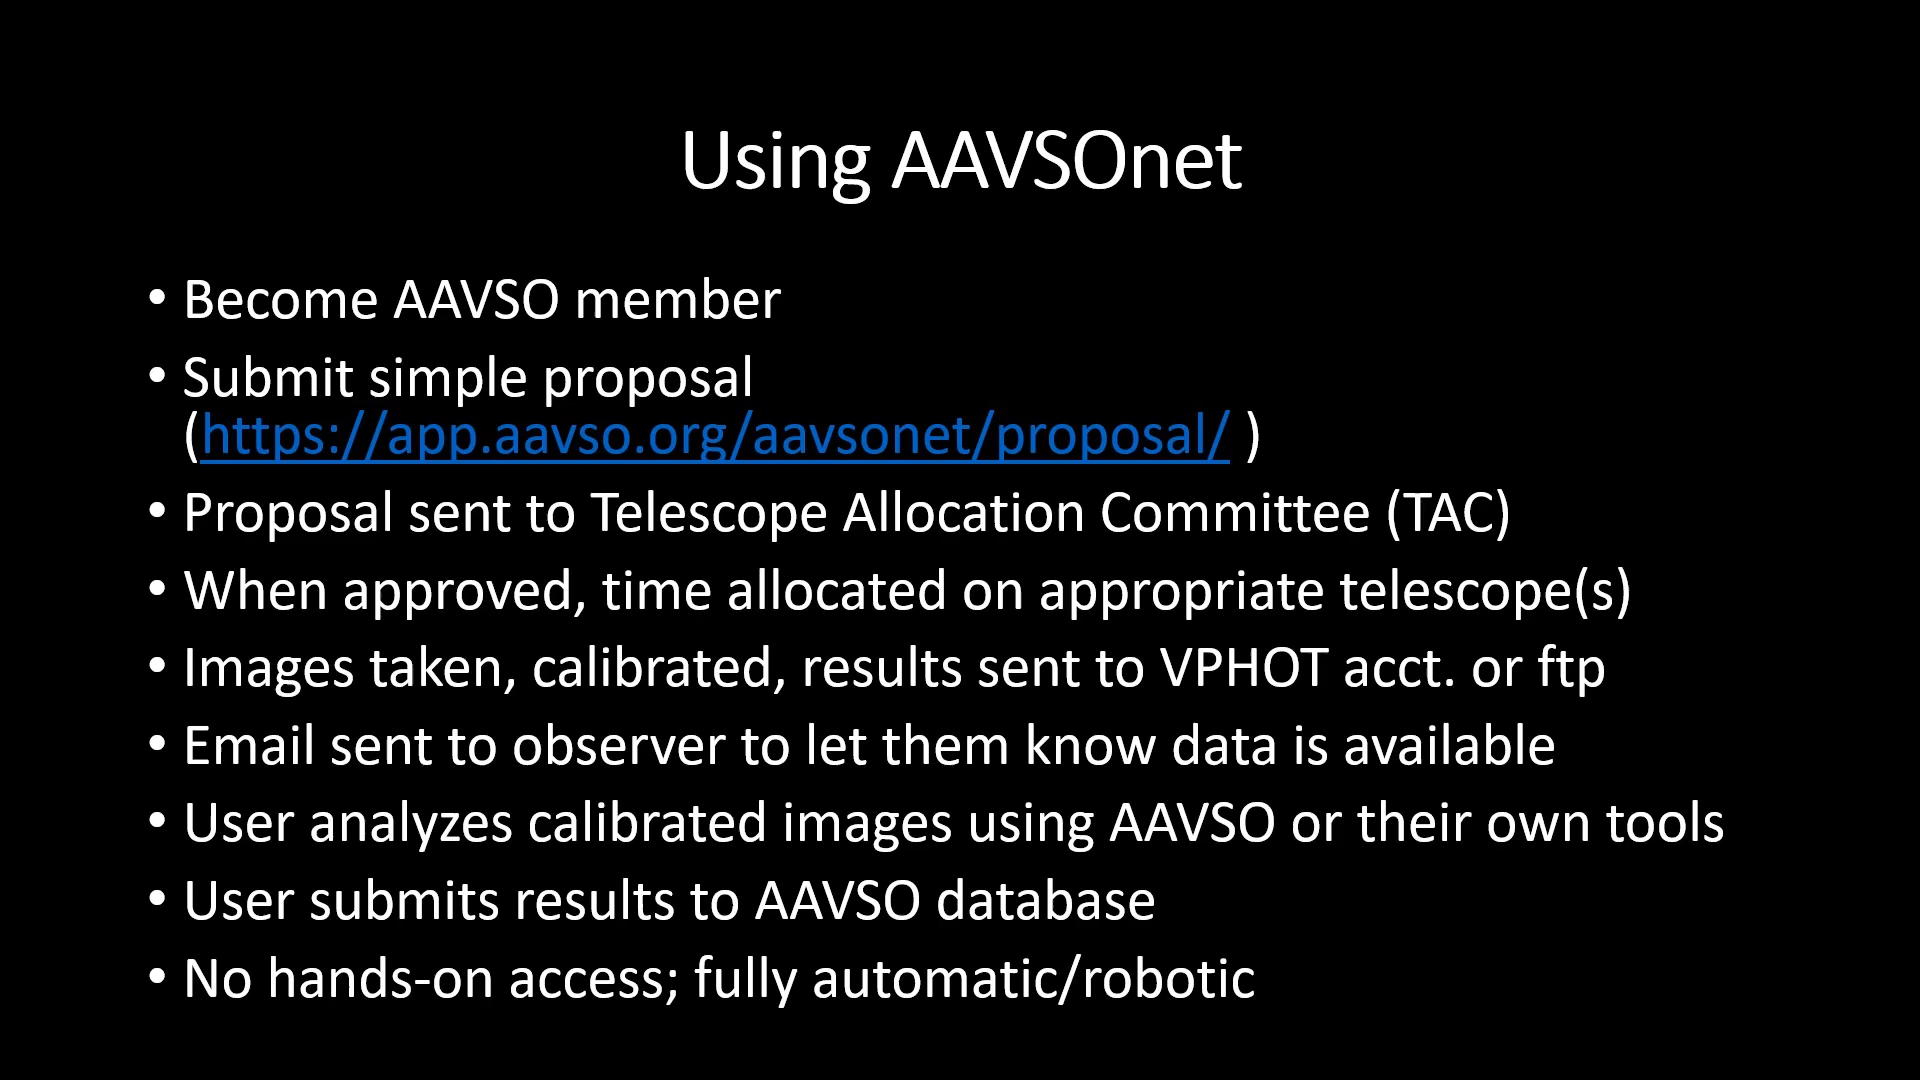 Using AAVSOnet
• Become AAVSO member
• Submit simple proposal
(https://app.aavso.org/aavsonet/proposal/ )
• Proposal sent to Telescope Allocation Committee (TAC)
• When approved, time allocated on appropriate telescope(s)
• Images taken, calibrated, results sent to VPHOT acct. or ftp
• Email sent to observer to let them know data is available
• User analyzes calibrated images using AAVSO or their own tools
• User submits results to AAVSO database
• No hands-on access; fully automatic/robotic